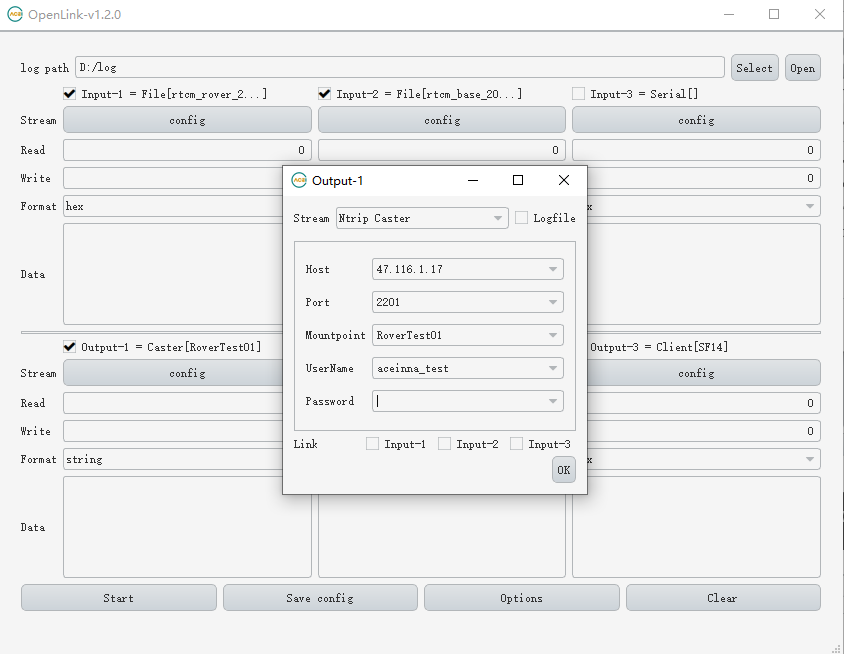 OpenLink-v1.2.0
log path D:/log Select Open
Input-1 = File[rtcm_rover_2...] Input-2 = File[rtcm_base_20...] Input-3 = Serial[]
Stream config config config
Read 0 0 0
Write 0
Format hex x
Data
Output-1 = Caster[RoverTest01] Output-3 = Client[SF14]
Stream config config
Read 0
Write 0
Format string x
Data
Start Save config Options Clear
Output-1
Stream Ntrip Caster Logfile
Host 47.116.1.17
Port 2201
Mountpoint RoverTest01
UserName aceinna_test
Password
Link Input-1 Input-2 Input-3
OK